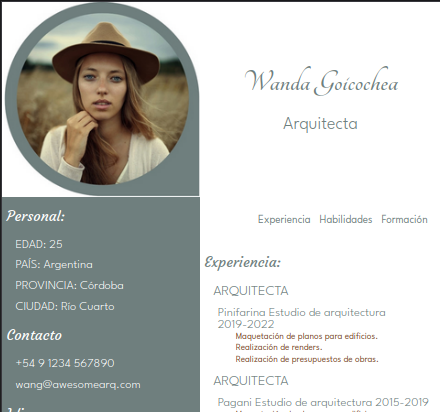 Wanda Goicochea
Arquitecta
Experiencia Habilidades Formación
Personal:
EDAD: 25
PAÍS: Argentina
PROVINCIA: Córdoba
CIUDAD: Río Cuarto
Contacto
+54 9 1234 567890
wang@awesomearq.com
Experiencia:
ARQUITECTA
Pinifarina Estudio de arquitectura
2019-2022
Maquetación de planos para edificios.
Realización de renders.
Realización de presupuestos de obras.
ARQUITECTA
Pagani Estudio de arquitectura 2015-2019